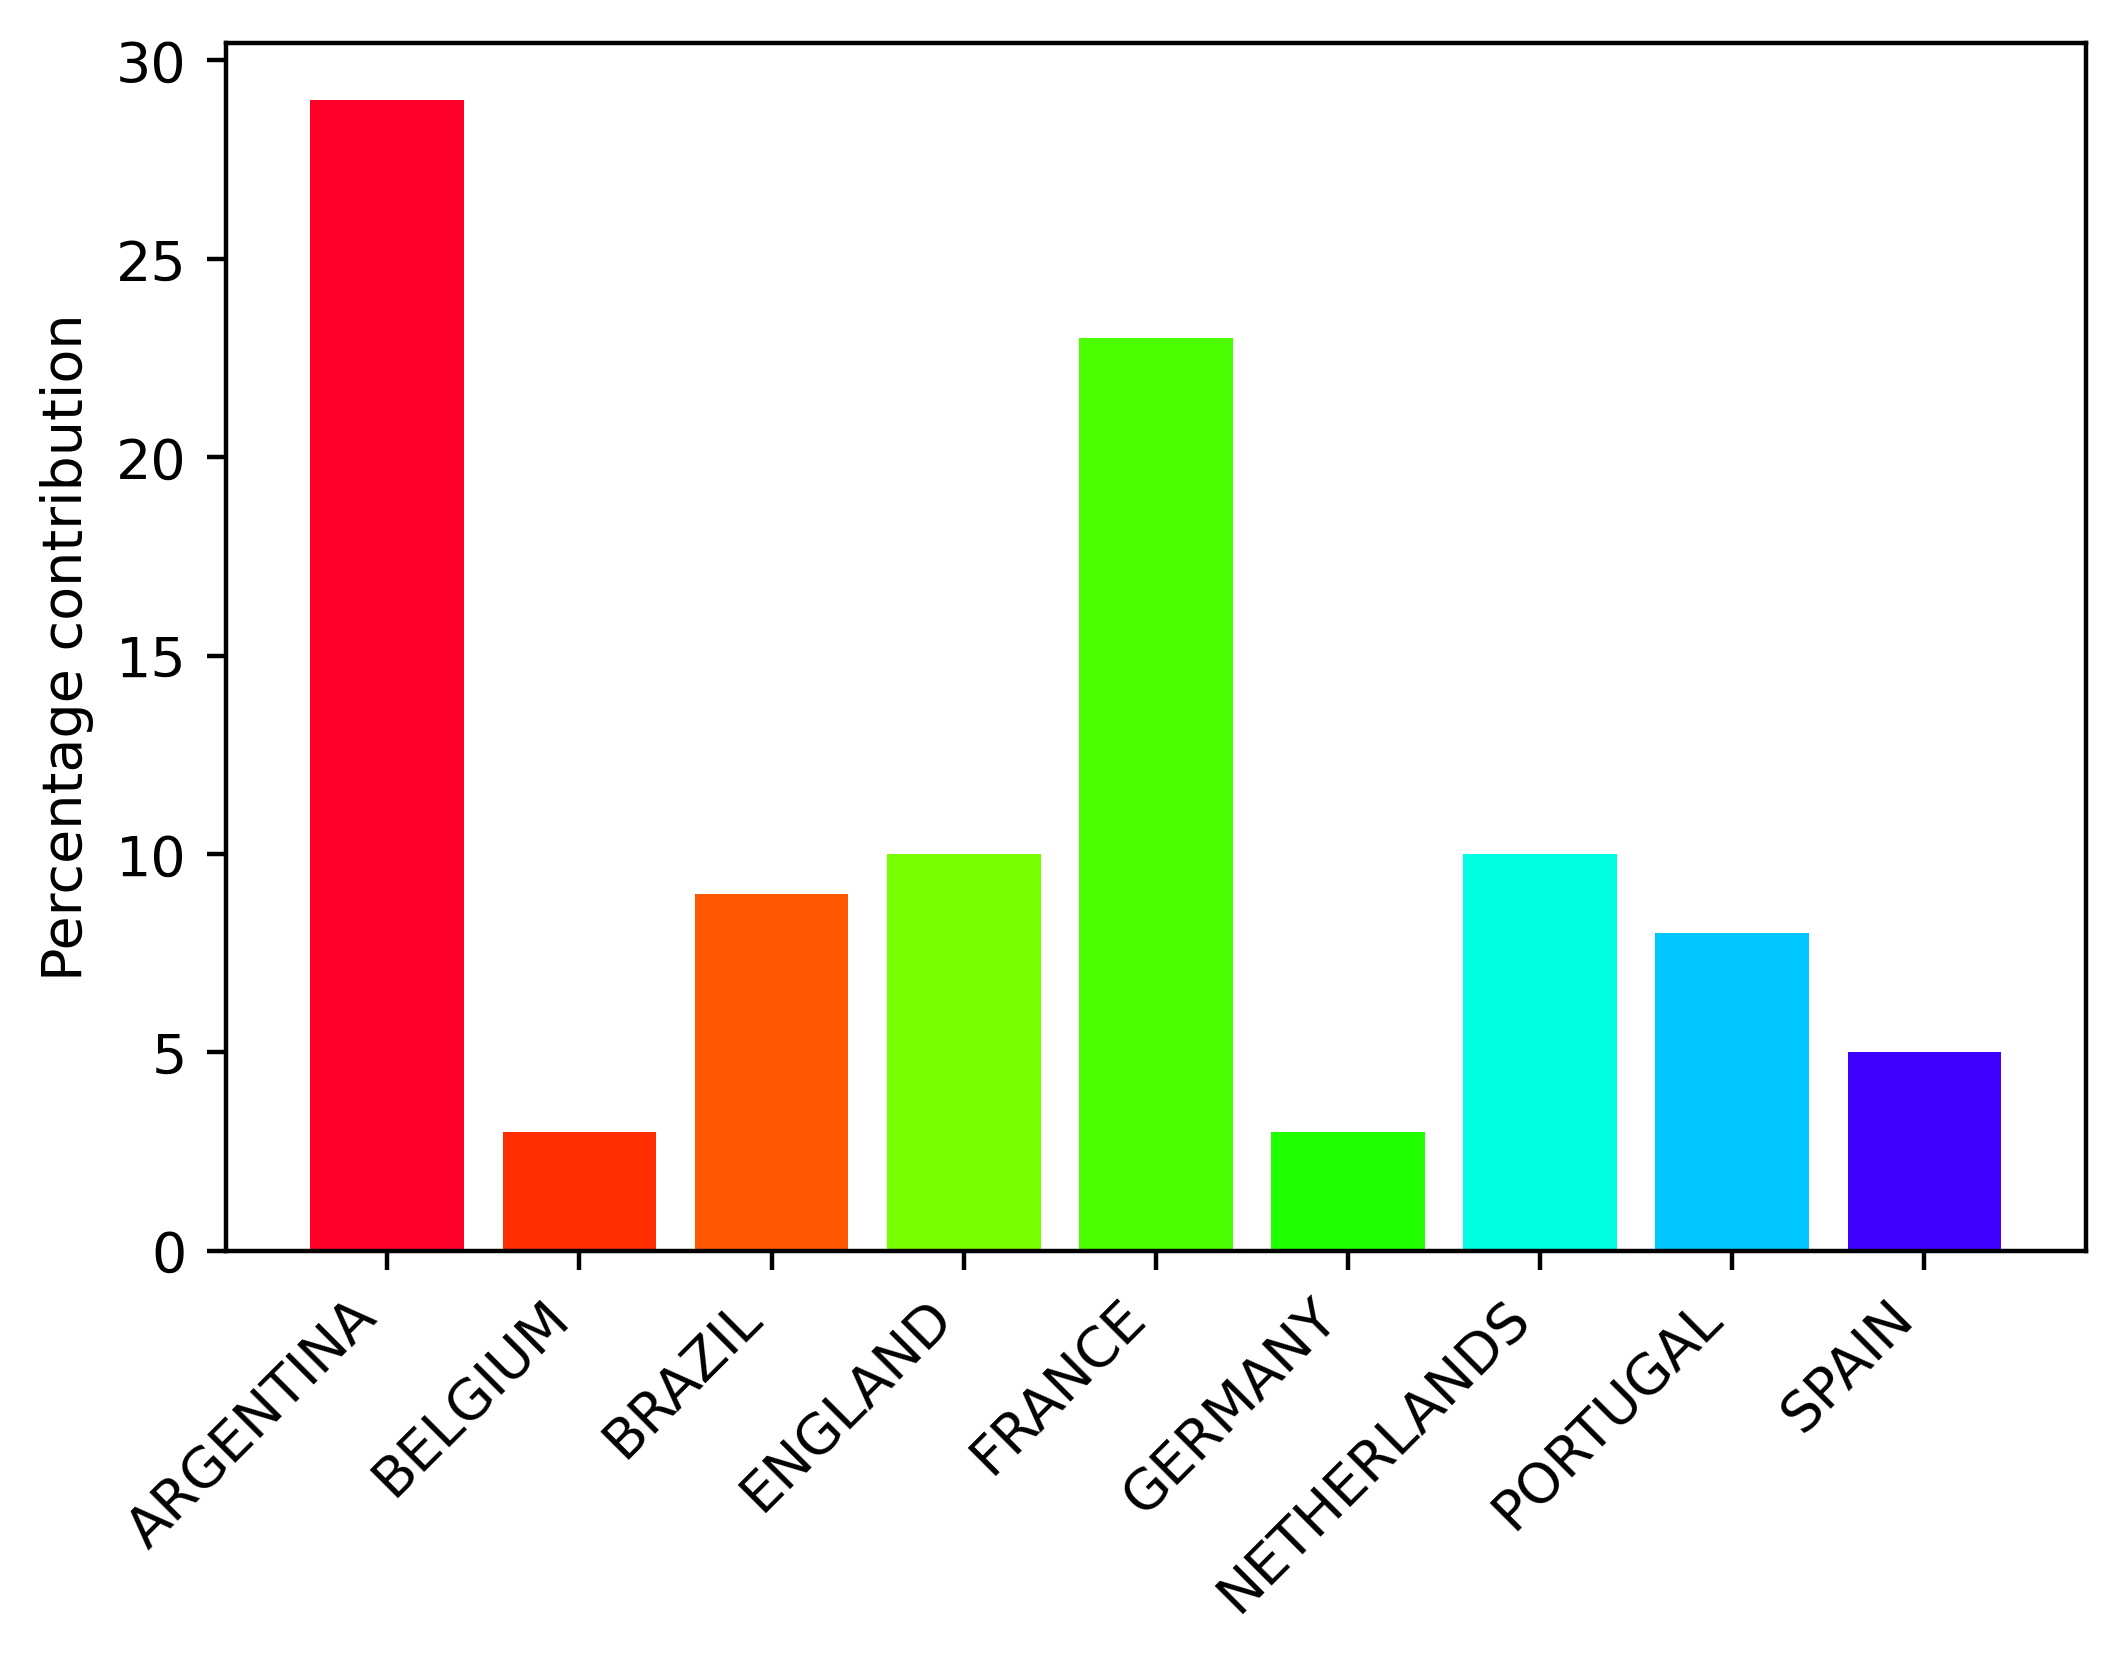 Percentage contribution
30
25
20
15
10
5
0
ARGENTINA
BELGIUM
BRAZIL
ENGLAND
FRANCE
GERMANY
NETHERLANDS
PORTUGAL
SPAIN